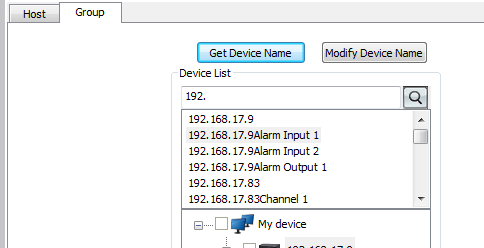 Host Group
Get Device Name Modify Device Name
Device List
192.
192.168.17.9
192.168.17.9Alarm Input 1
192.168.17.9Alarm Input 2
192.168.17.9Alarm Output 1
192.168.17.83
192.168.17.83Channel 1
My device